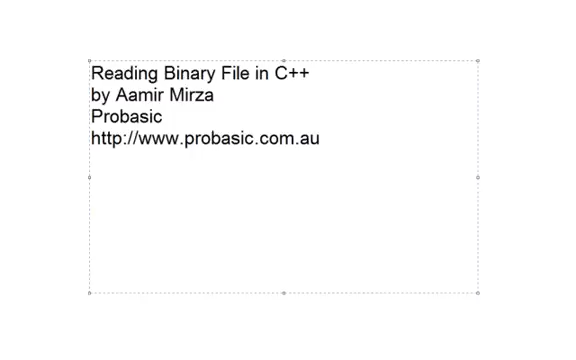 Reading Binary File in C++
by Aamir Mirza
Probasic
http://www.probasic.com.au